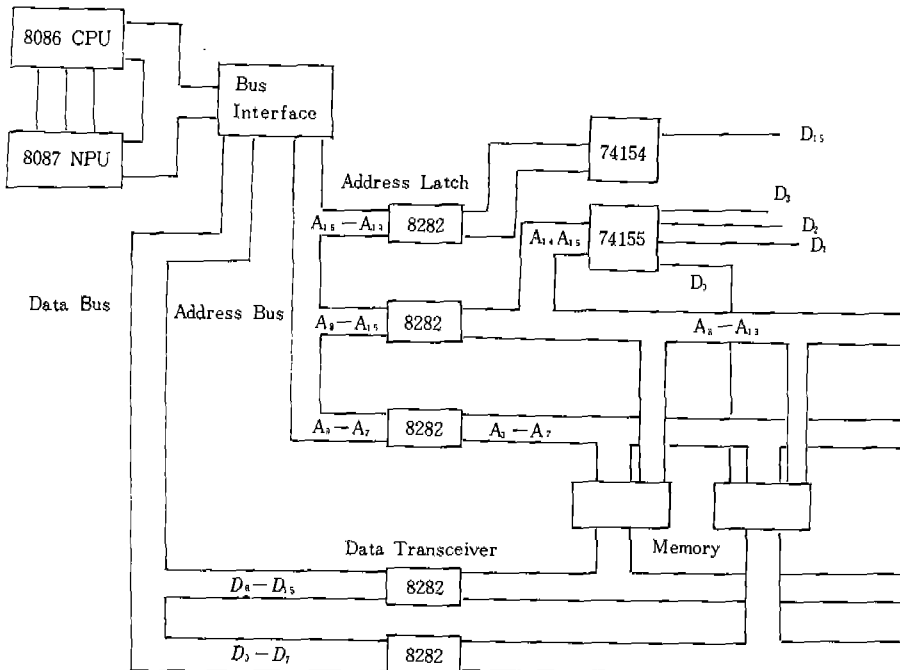 8086 CPU
Bus
Interface
8087 NPU
74154
D₁₅
Address Latch
A₁₆—A₁₉
8282
D₃
D₂
D₁
74155
A₁₄A₁₅
D₀
Data Bus
Address Bus
A₈—A₁₅
8282
A₈—A₁₃
A₀—A₇
8282
A₀—A₇
Data Transceiver
Memory
D₈—D₁₅
8282
D₀—D₇
8282